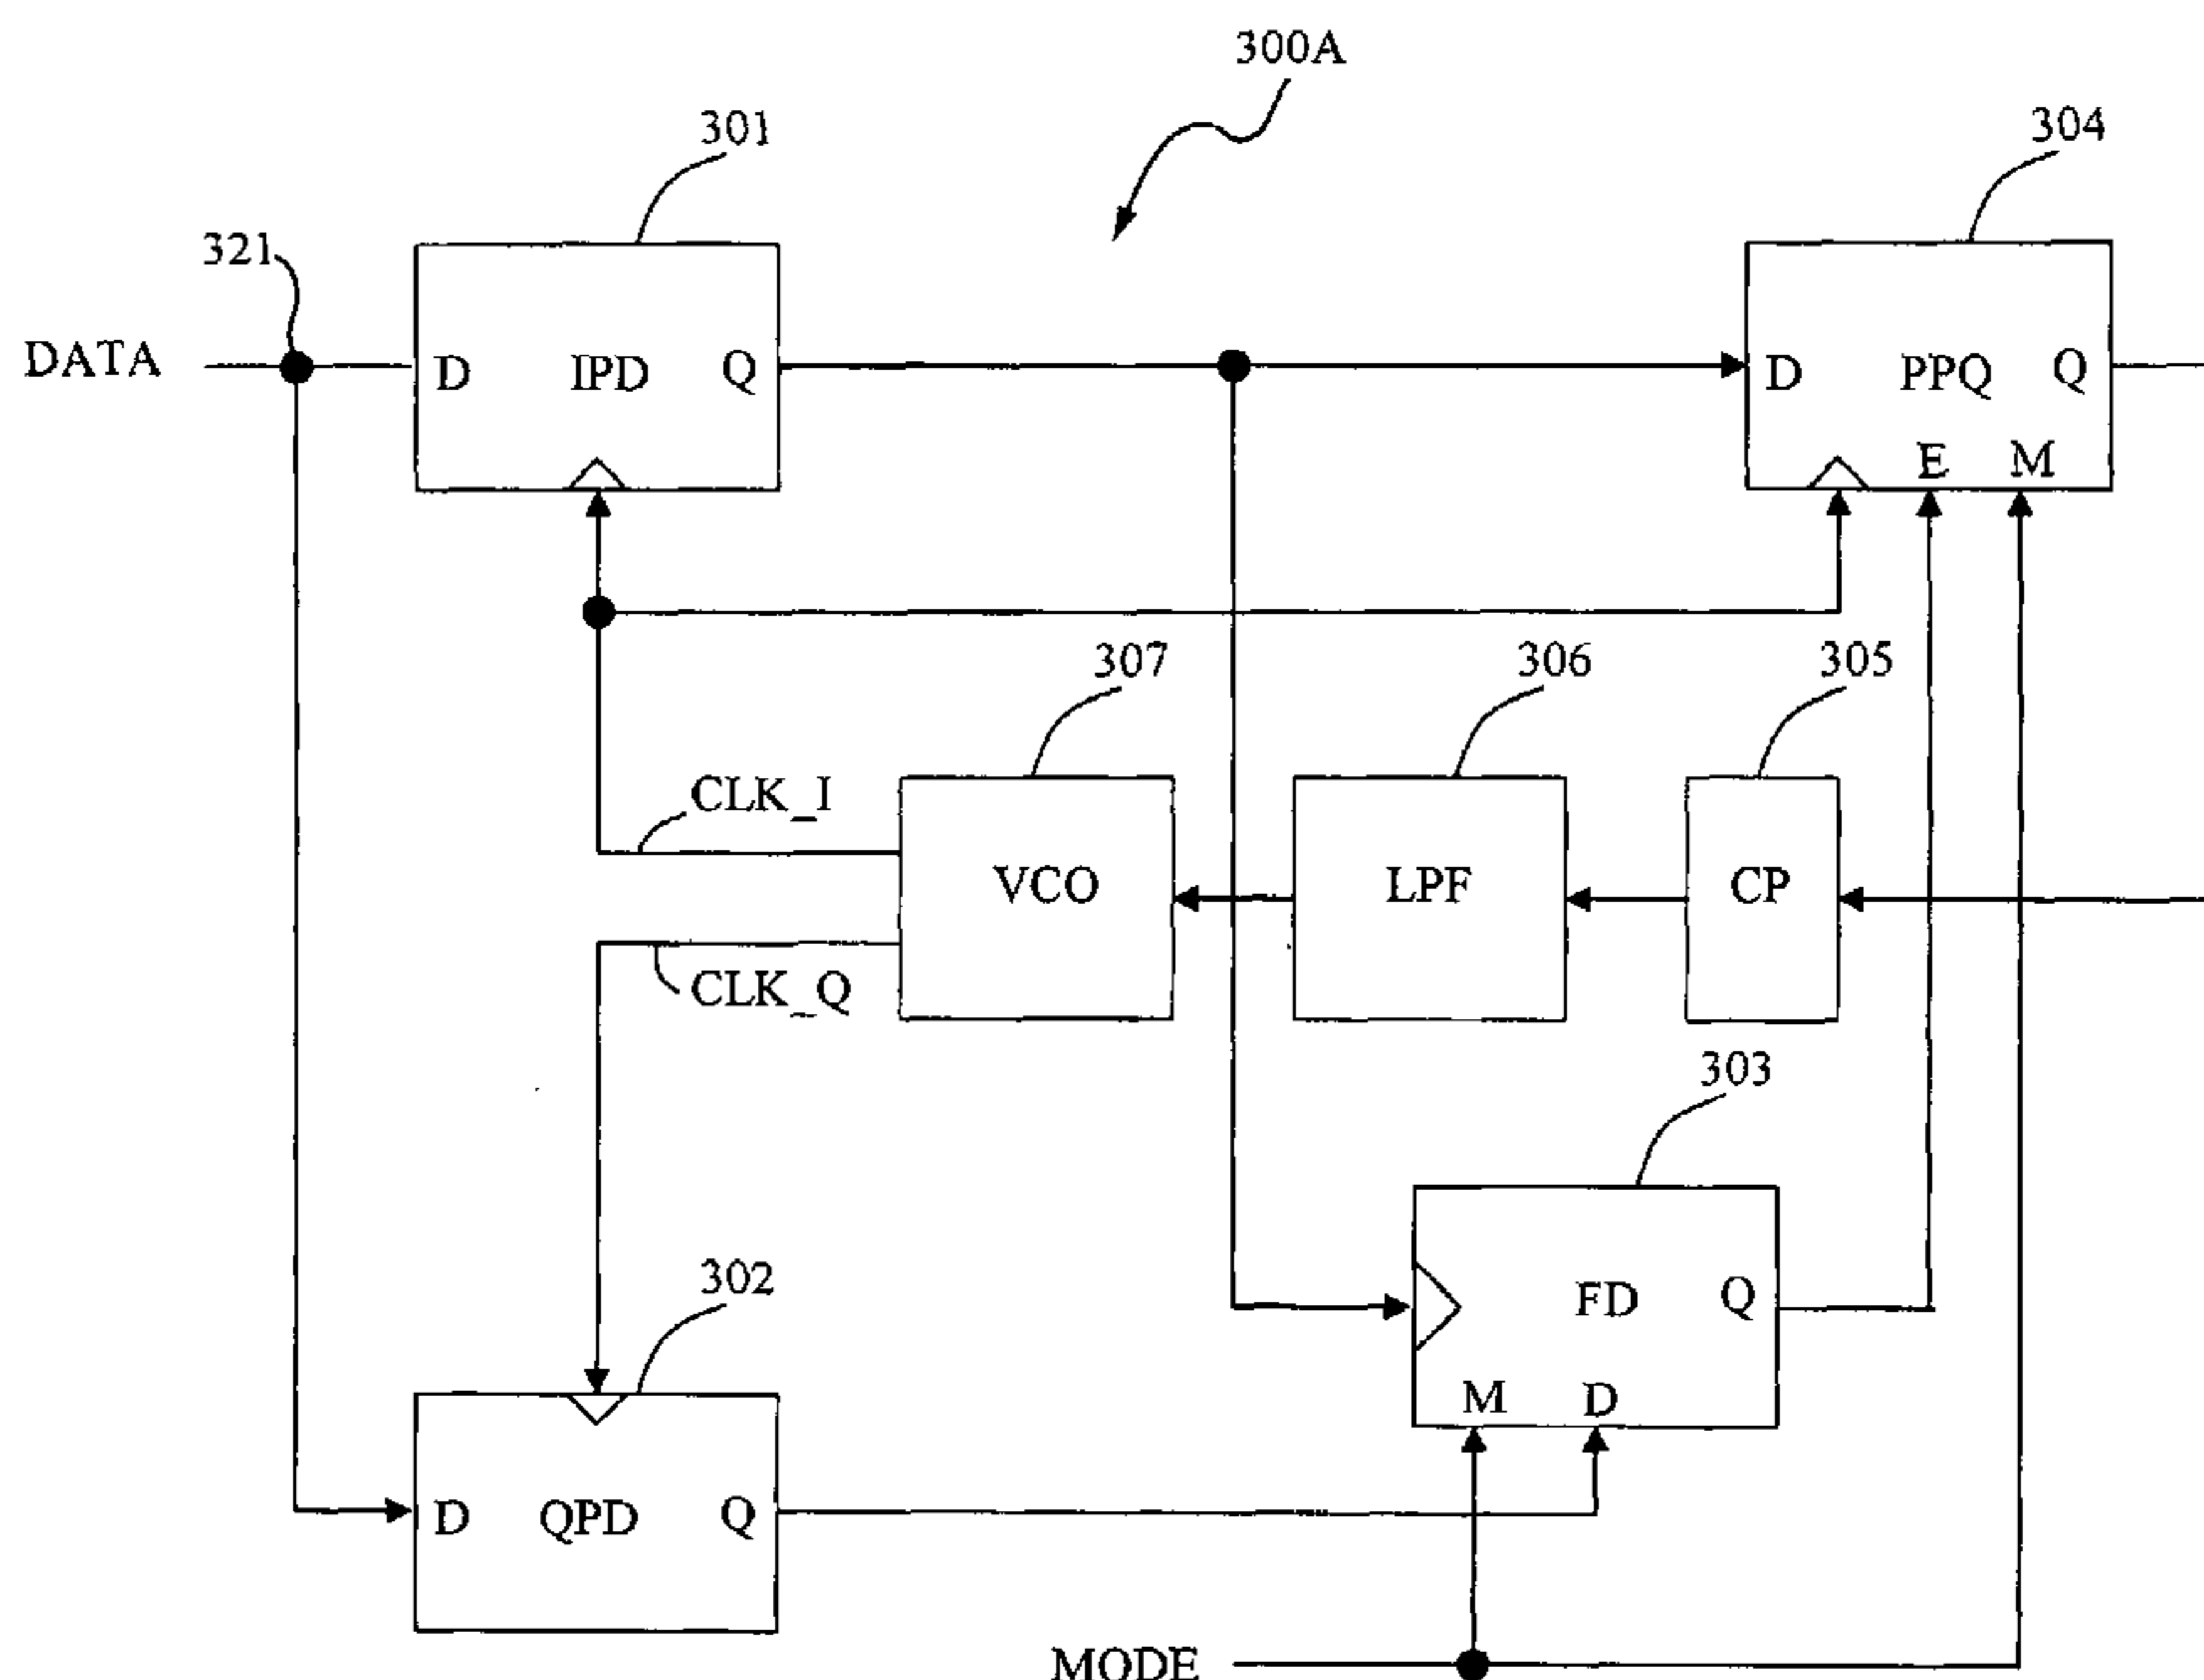 300A
301
304
321
DATA
D IPD Q
D PPQ Q
E M
307
306
305
CLK_I
VCO
LPF
CP
CLK_Q
303
302
FD Q
M D
D QPD Q
MODE